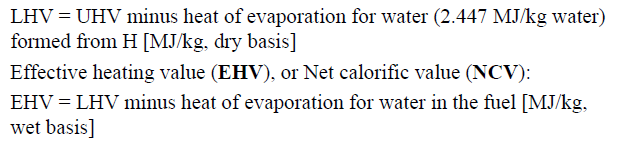 LHV = UHV minus heat of evaporation for water (2.447 MJ/kg water)
formed from H [MJ/kg, dry basis]
Effective heating value (EHV), or Net calorific value (NCV):
EHV = LHV minus heat of evaporation for water in the fuel [MJ/kg,
wet basis]